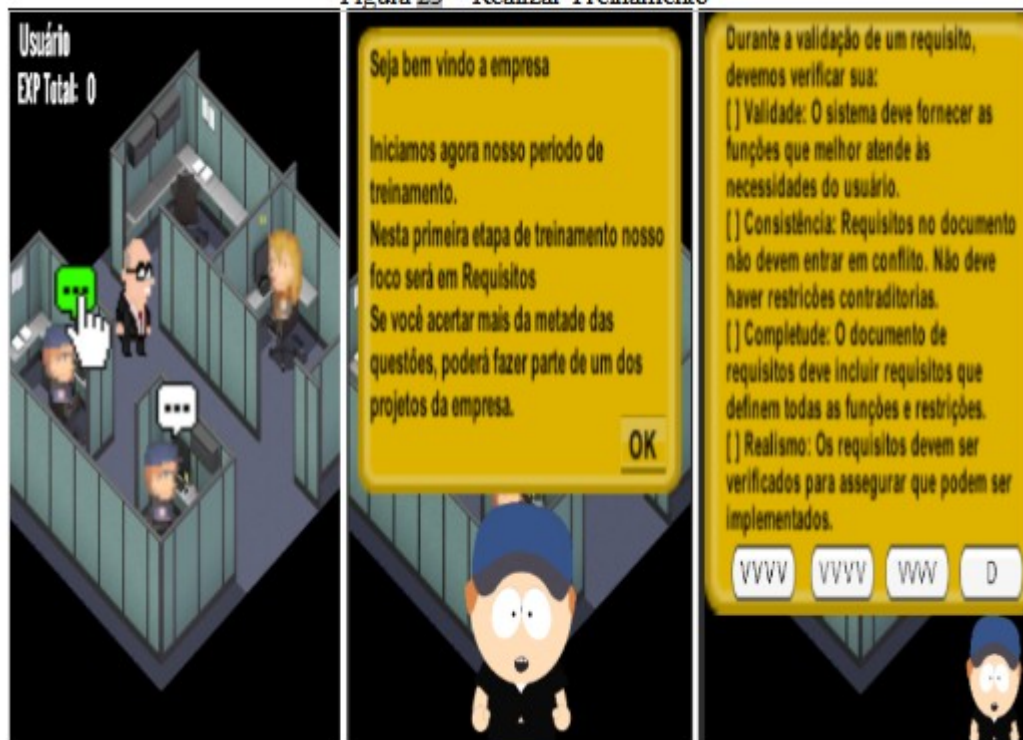 Figura 23 – Realizar Treinamento
Usuário
EXP Total: 0
...
...
Seja bem vindo a empresa
Iniciamos agora nosso periodo de
treinamento.
Nesta primeira etapa de treinamento nosso
foco será em Requisitos
Se você acertar mais da metade das
questões, poderá fazer parte de um dos
projetos da empresa.
OK
Durante a validação de um requisito,
devemos verificar sua:
[ ] Validade: O sistema deve fornecer as
funções que melhor atende às
necessidades do usuário.
[ ] Consistência: Requisitos no documento
não devem entrar em conflito. Não deve
haver restricões contraditorias.
[ ] Completude: O documento de
requisitos deve incluir requisitos que
definem todas as funções e restrições.
[ ] Realismo: Os requisitos devem ser
verificados para assegurar que podem ser
implementados.
VVVV VVVV VVVV D